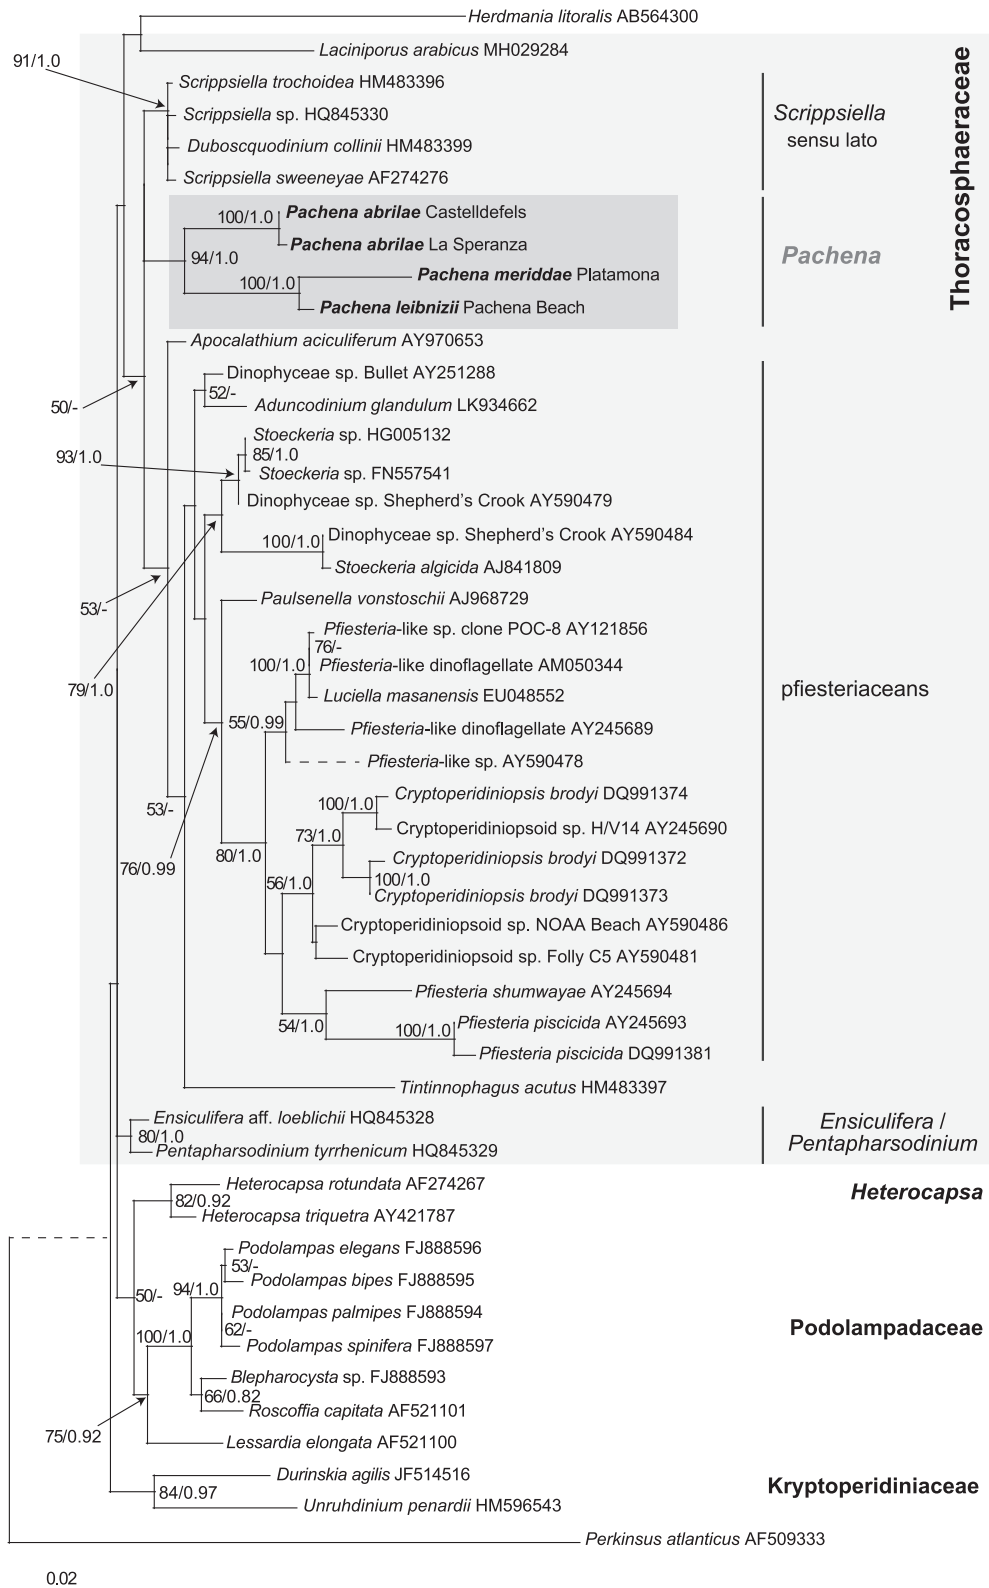 Herdmania litoralis AB564300
Laciniporus arabicus MH029284
91/1.0
Scrippsiella trochoidea HM483396
Scrippsiella sp. HQ845330
Duboscquodinium collinii HM483399
Scrippsiella sweeneyae AF274276
Scrippsiella
sensu lato
Thoracosphaeraceae
100/1.0
Pachena abrilae Castelldefels
Pachena abrilae La Speranza
94/1.0
Pachena meriddae Platamona
100/1.0
Pachena leibnizii Pachena Beach
Pachena
Apocalathium aciculiferum AY970653
Dinophyceae sp. Bullet AY251288
52/-
50/-
Aduncodinium glandulum LK934662
Stoeckeria sp. HG005132
93/1.0
85/1.0
Stoeckeria sp. FN557541
Dinophyceae sp. Shepherd's Crook AY590479
Dinophyceae sp. Shepherd's Crook AY590484
100/1.0
Stoeckeria algicida AJ841809
53/-
Paulsenella vonstoschii AJ968729
Pfiesteria-like sp. clone POC-8 AY121856
76/-
100/1.0
Pfiesteria-like dinoflagellate AM050344
79/1.0
Luciella masanensis EU048552
pfiesteriaceans
55/0.99
Pfiesteria-like dinoflagellate AY245689
Pfiesteria-like sp. AY590478
Cryptoperidiniopsis brodyi DQ991374
53/-
100/1.0
Cryptoperidiniopsoid sp. H/V14 AY245690
73/1.0
76/0.99
80/1.0
Cryptoperidiniopsis brodyi DQ991372
56/1.0
100/1.0
Cryptoperidiniopsis brodyi DQ991373
Cryptoperidiniopsoid sp. NOAA Beach AY590486
Cryptoperidiniopsoid sp. Folly C5 AY590481
Pfiesteria shumwayae AY245694
54/1.0
100/1.0
Pfiesteria piscicida AY245693
Pfiesteria piscicida DQ991381
Tintinnophagus acutus HM483397
Ensiculifera aff. loeblichii HQ845328
80/1.0
Pentapharsodinium tyrrhenicum HQ845329
Ensiculifera /
Pentapharsodinium
Heterocapsa rotundata AF274267
82/0.92
Heterocapsa triquetra AY421787
Heterocapsa
Podolampas elegans FJ888596
53/-
Podolampas bipes FJ888595
94/1.0
50/-
Podolampas palmipes FJ888594
62/-
100/1.0
Podolampas spinifera FJ888597
Podolampadaceae
Blepharocysta sp. FJ888593
66/0.82
Roscoffia capitata AF521101
75/0.92
Lessardia elongata AF521100
Durinskia agilis JF514516
84/0.97
Unruhdinium penardii HM596543
Kryptoperidiniaceae
Perkinsus atlanticus AF509333
0.02